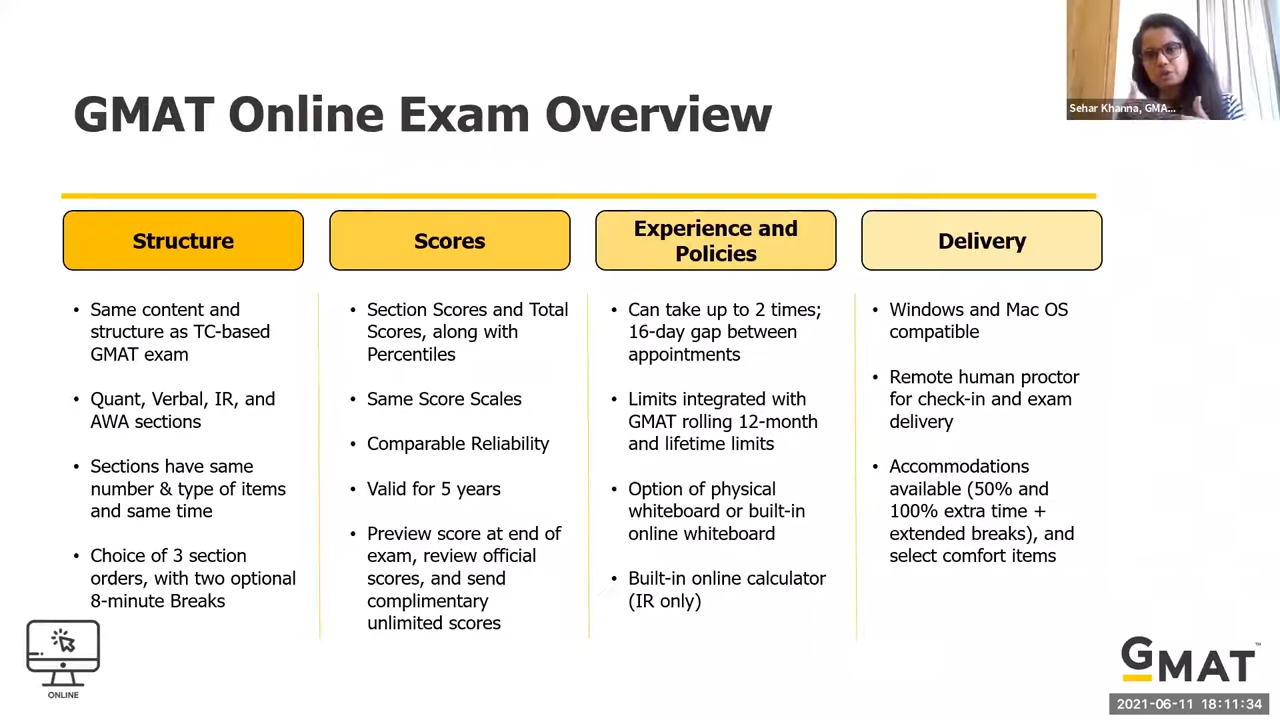 Sehar Khanna, GMA...
GMAT Online Exam Overview
Structure
• Same content and
structure as TC-based
GMAT exam
• Quant, Verbal, IR, and
AWA sections
• Sections have same
number & type of items
and same time
• Choice of 3 section
orders, with two optional
8-minute Breaks
Scores
• Section Scores and Total
Scores, along with
Percentiles
• Same Score Scales
• Comparable Reliability
• Valid for 5 years
• Preview score at end of
exam, review official
scores, and send
complimentary
unlimited scores
Experience and
Policies
• Can take up to 2 times;
16-day gap between
appointments
• Limits integrated with
GMAT rolling 12-month
and lifetime limits
• Option of physical
whiteboard or built-in
online whiteboard
• Built-in online calculator
(IR only)
Delivery
• Windows and Mac OS
compatible
• Remote human proctor
for check-in and exam
delivery
• Accommodations
available (50% and
100% extra time +
extended breaks), and
select comfort items
ONLINE
GMAT™
2021-06-11 18:11:34